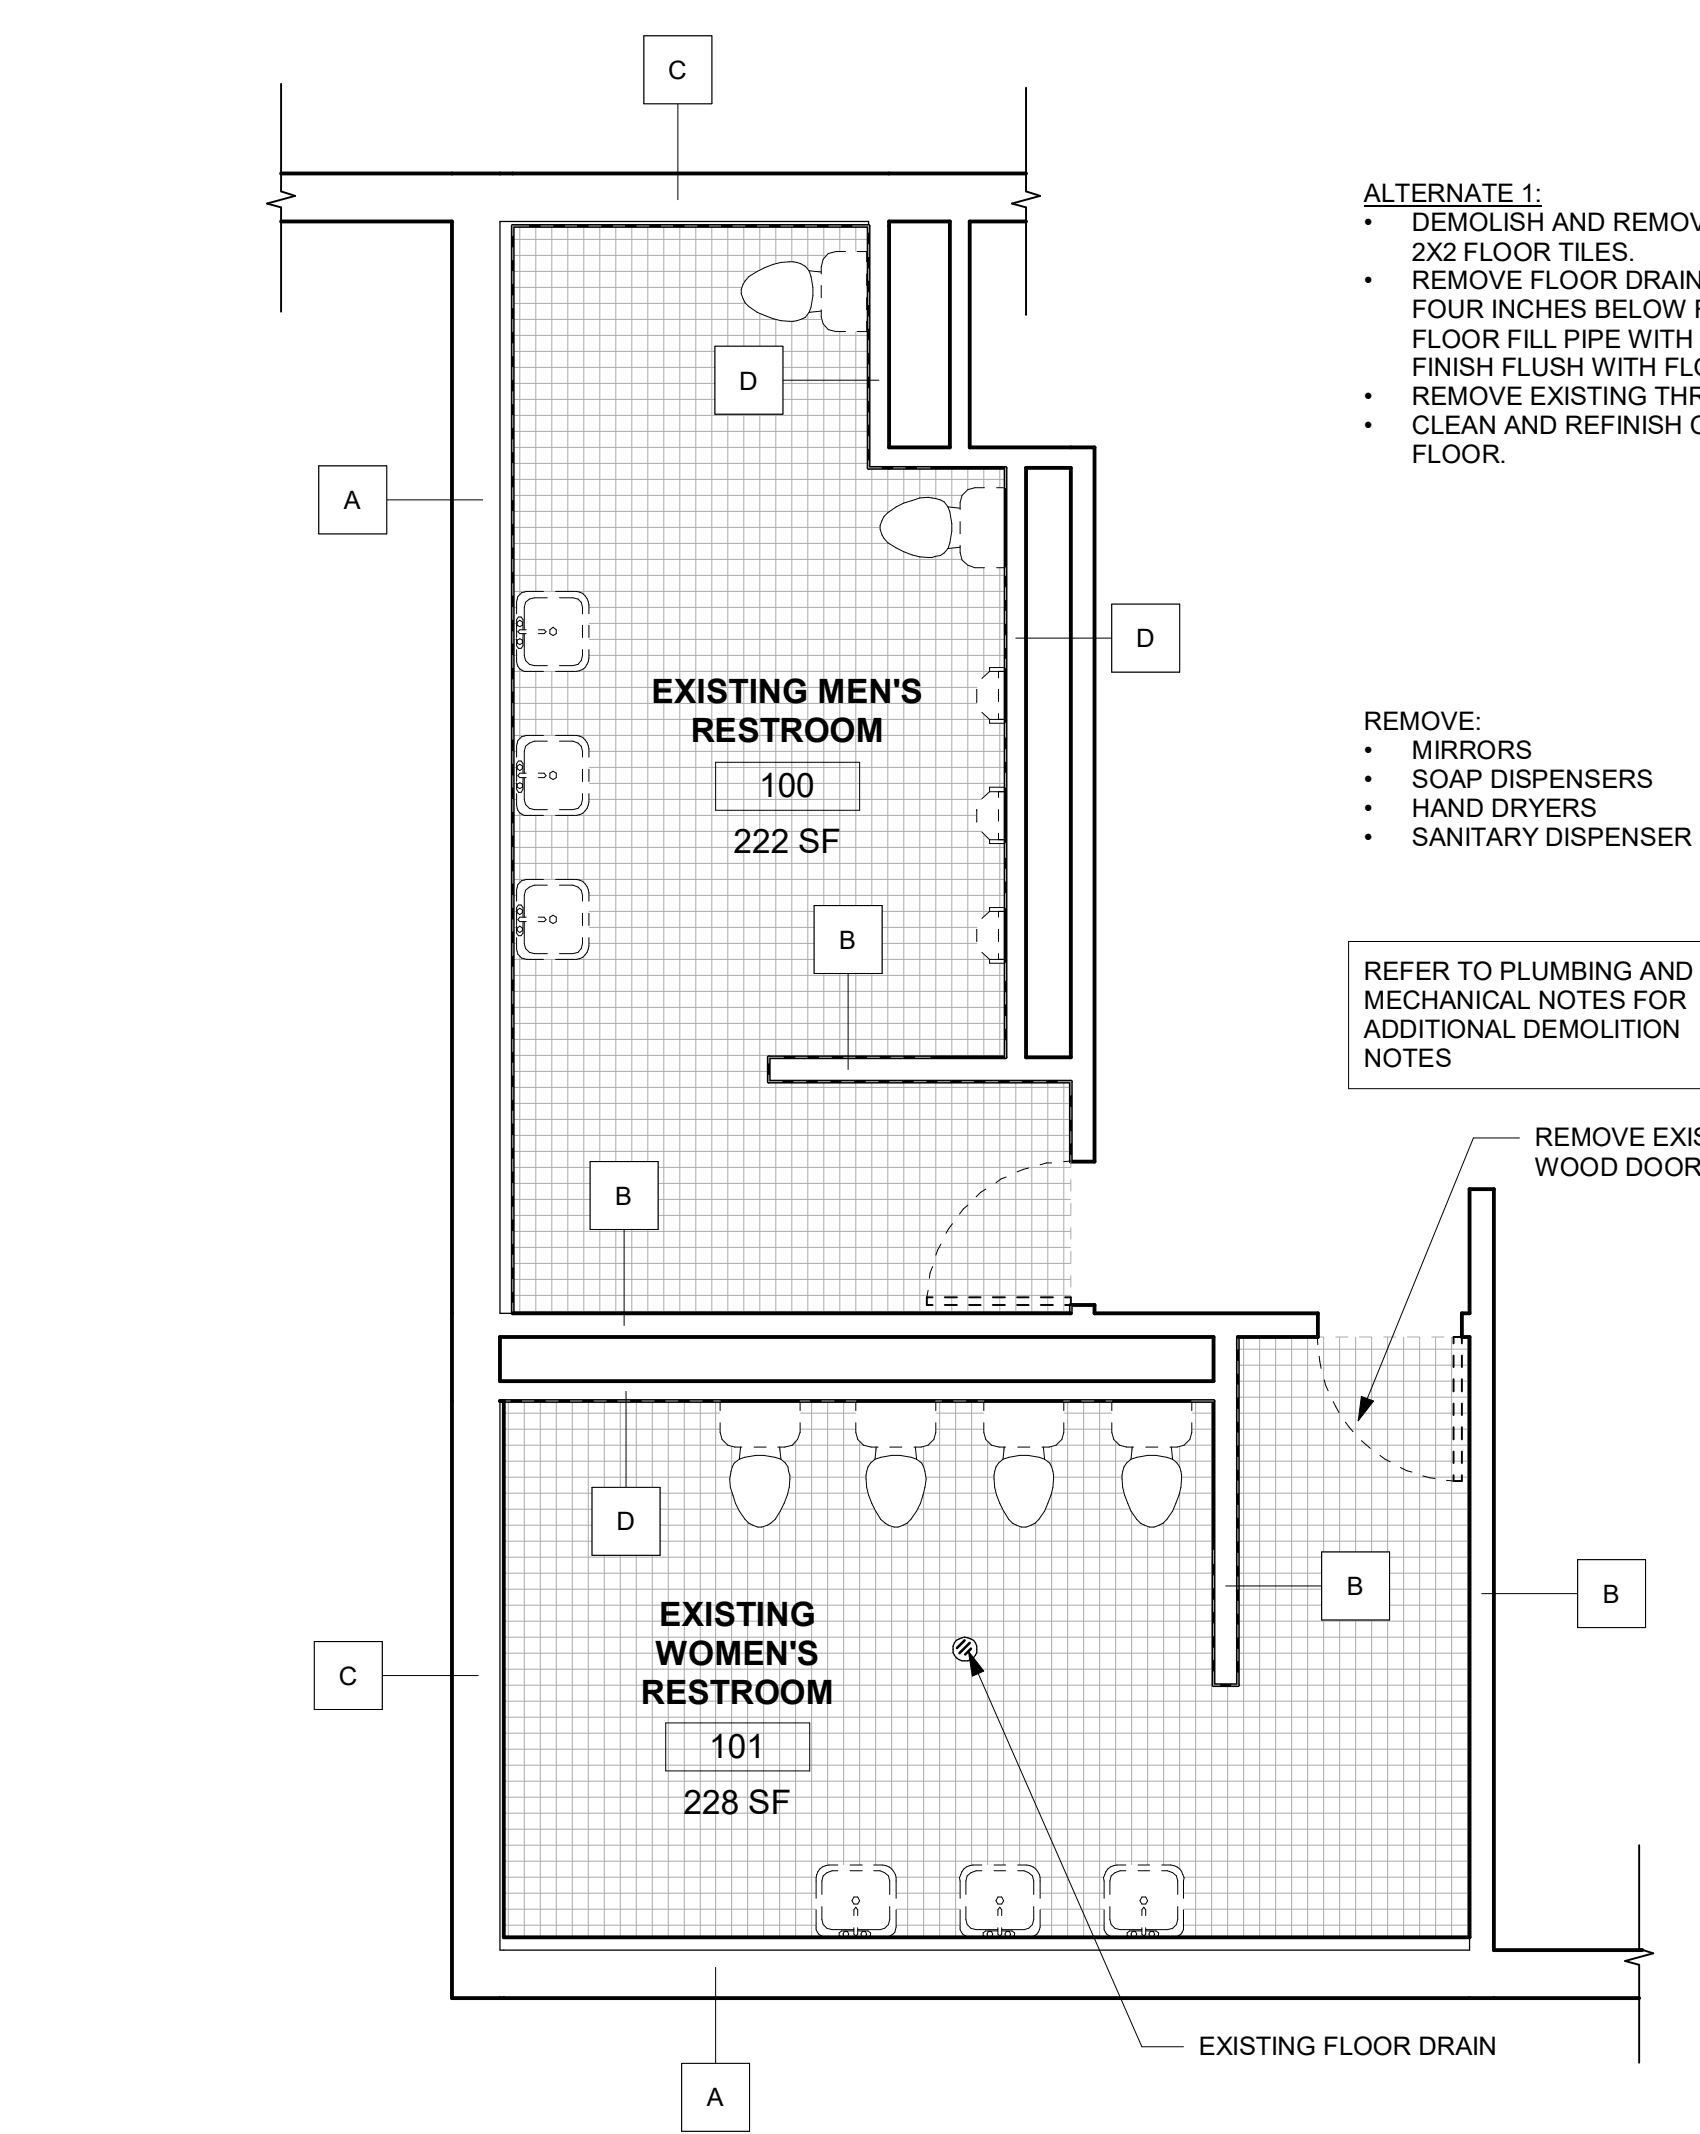 C
ALTERNATE 1:
• DEMOLISH AND REMOV
2X2 FLOOR TILES.
• REMOVE FLOOR DRAIN
FOUR INCHES BELOW F
FLOOR FILL PIPE WITH
FINISH FLUSH WITH FLO
• REMOVE EXISTING THR
• CLEAN AND REFINISH C
FLOOR.
D
A
D
EXISTING MEN'S
RESTROOM
100
222 SF
REMOVE:
• MIRRORS
• SOAP DISPENSERS
• HAND DRYERS
• SANITARY DISPENSER
B
REFER TO PLUMBING AND
MECHANICAL NOTES FOR
ADDITIONAL DEMOLITION
NOTES
REMOVE EXIS
WOOD DOOR
B
D
B
B
EXISTING
WOMEN'S
RESTROOM
101
228 SF
C
EXISTING FLOOR DRAIN
A